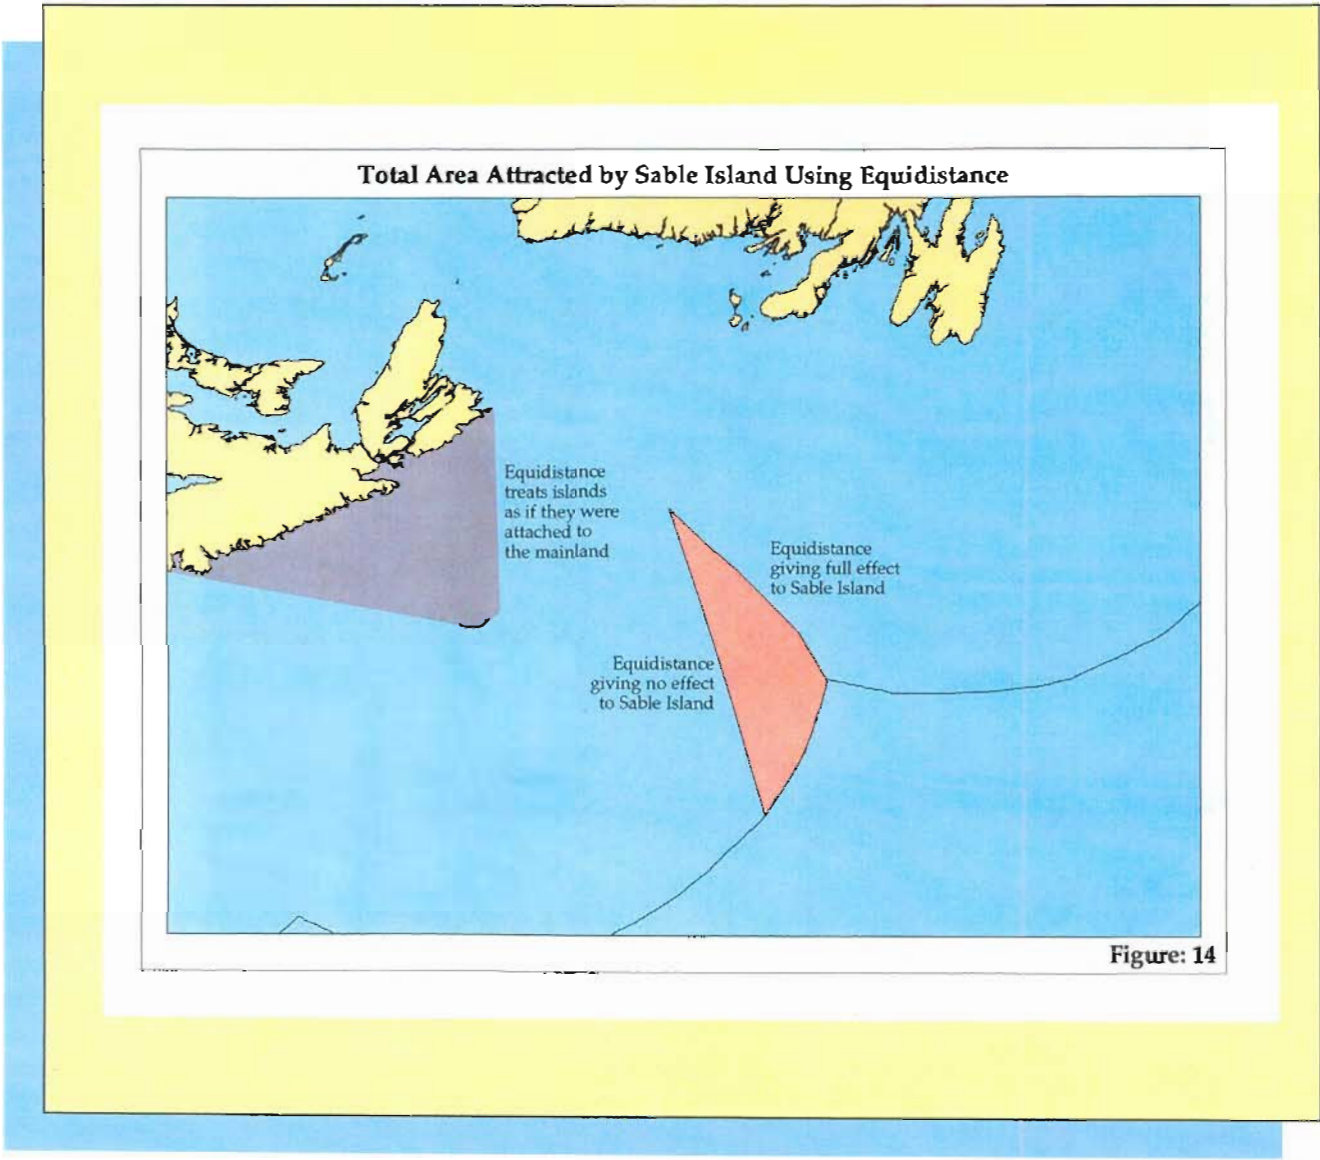 Total Area Attracted by Sable Island Using Equidistance
Equidistance
treats islands
as if they were
attached to
the mainland
Equidistance
giving full effect
to Sable Island
Equidistance
giving no effect
to Sable Island
Figure: 14